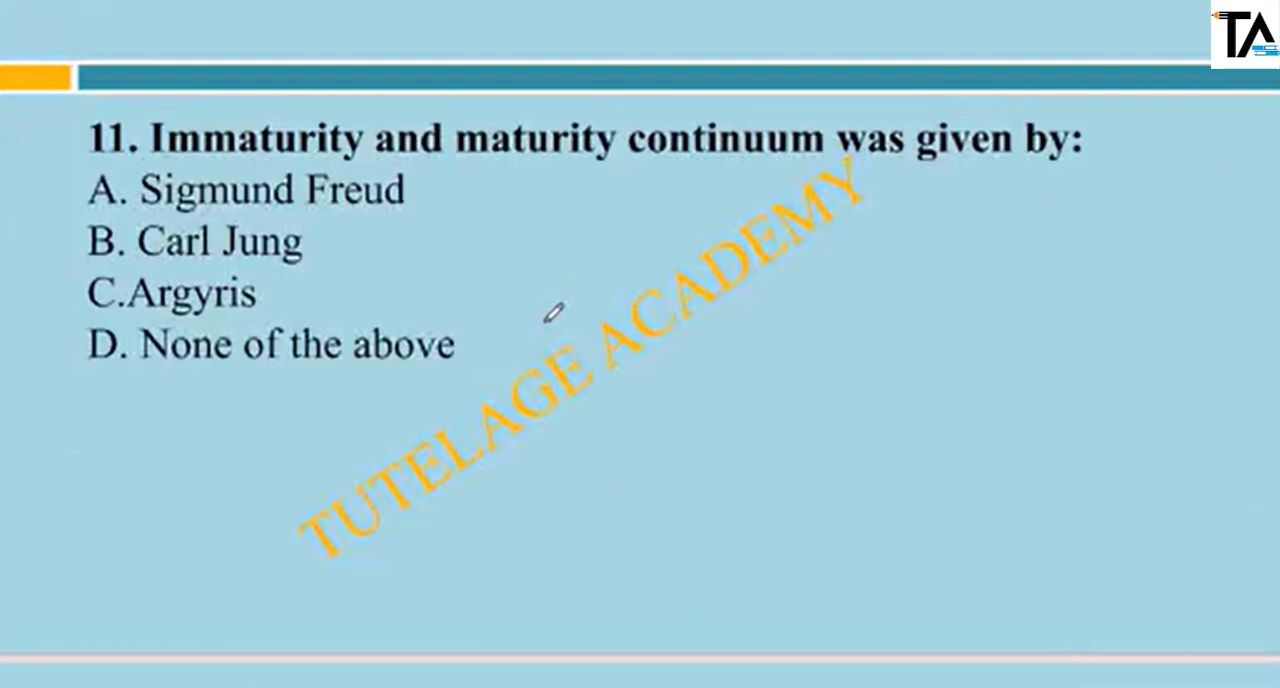 TA
11. Immaturity and maturity continuum was given by:
A. Sigmund Freud
B. Carl Jung
C.Argyris
D. None of the above
TUTELAGE ACADEMY